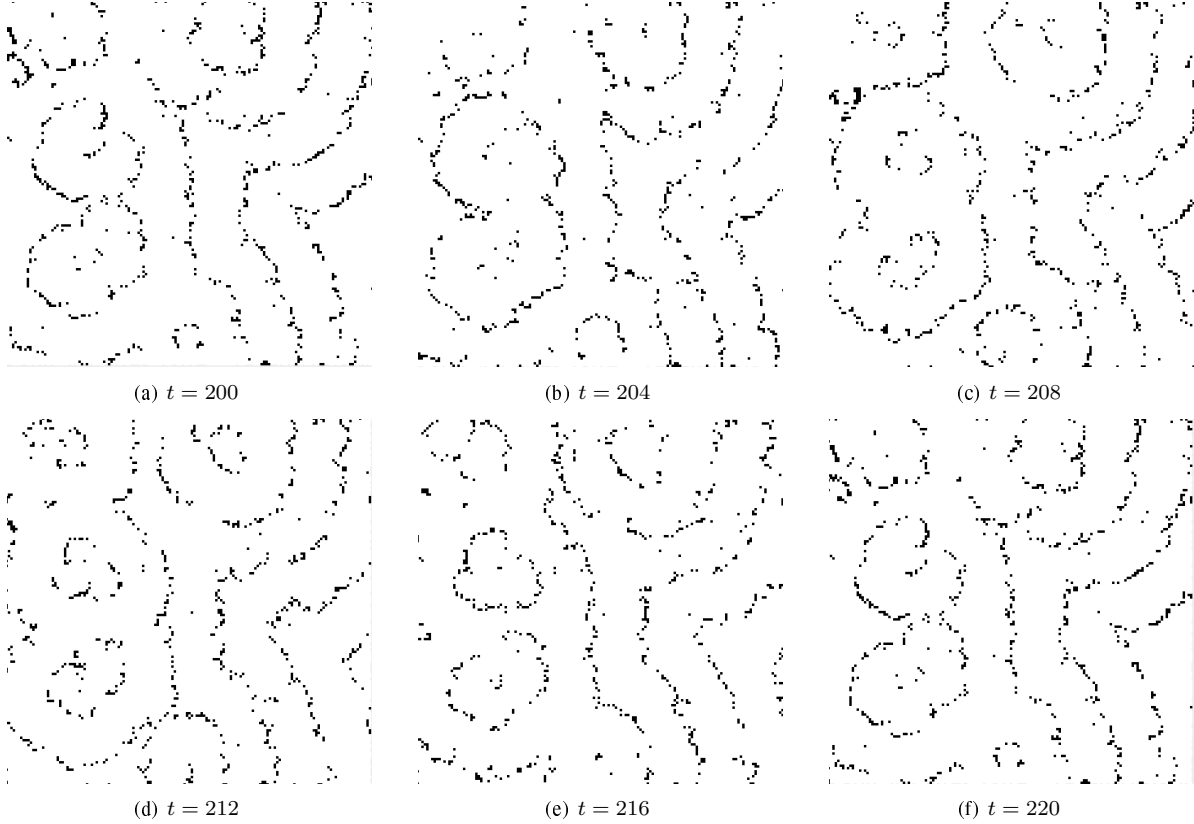 (a) t = 200
(b) t = 204
(c) t = 208
(d) t = 212
(e) t = 216
(f) t = 220